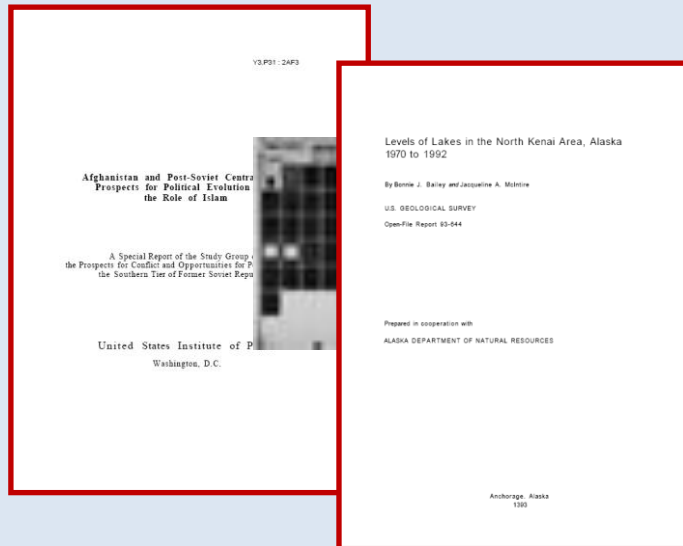 Y3.P31 : 2AF3
Afghanistan and Post-Soviet Centra
Prospects for Political Evolution
the Role of Islam
A Special Report of the Study Group
the Prospects for Conflict and Opportunities for P
the Southern Tier of Former Soviet Repu
United States Institute of P
Washington, D.C.
Levels of Lakes in the North Kenai Area, Alaska
1970 to 1992
By Bonnie J. Bailey and Jacqueline A. McIntire
U.S. GEOLOGICAL SURVEY
Open-File Report 93-644
Prepared in cooperation with
ALASKA DEPARTMENT OF NATURAL RESOURCES
Anchorage, Alaska
1393